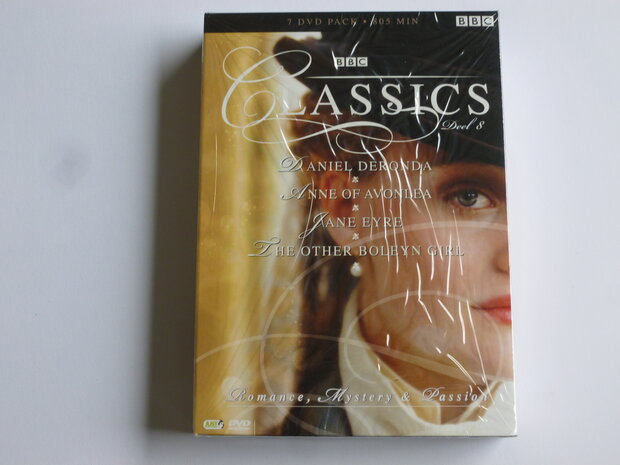 7 DVD PACK • 805 MIN
BBC
BBC
CLASSICS
Deel 8
DANIEL DERONDA
ANNE OF AVONLEA
JANE EYRE
THE OTHER BOLEYN GIRL
Romance, Mystery & Passion
DVD